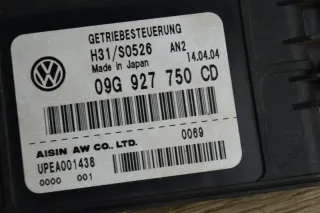 GETRIEBESTEUERUNG
H31/S0526 AN2
Made in Japan 14.04.04
09G 927 750 CD
0069
AISIN AW CO., LTD.
UPEA001438
0000 001